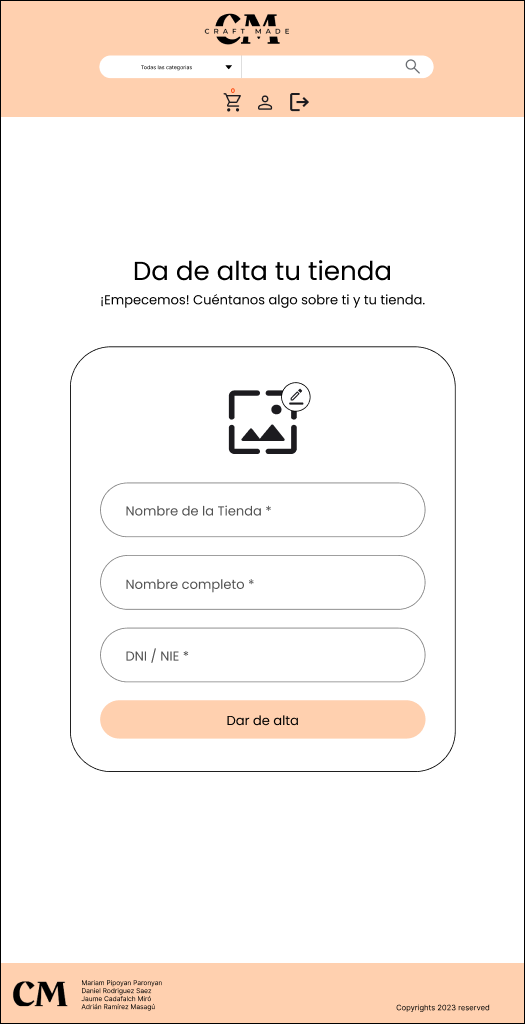 CM
CRAFT MADE
Todas las categorias
0
Da de alta tu tienda
¡Empecemos! Cuéntanos algo sobre ti y tu tienda.
Nombre de la Tienda *
Nombre completo *
DNI / NIE *
Dar de alta
CM
Mariam Pipoyan Paronyan
Daniel Rodriguez Saez
Jaume Cadafalch Miró
Adrián Ramírez Masagú
Copyrights 2023 reserved